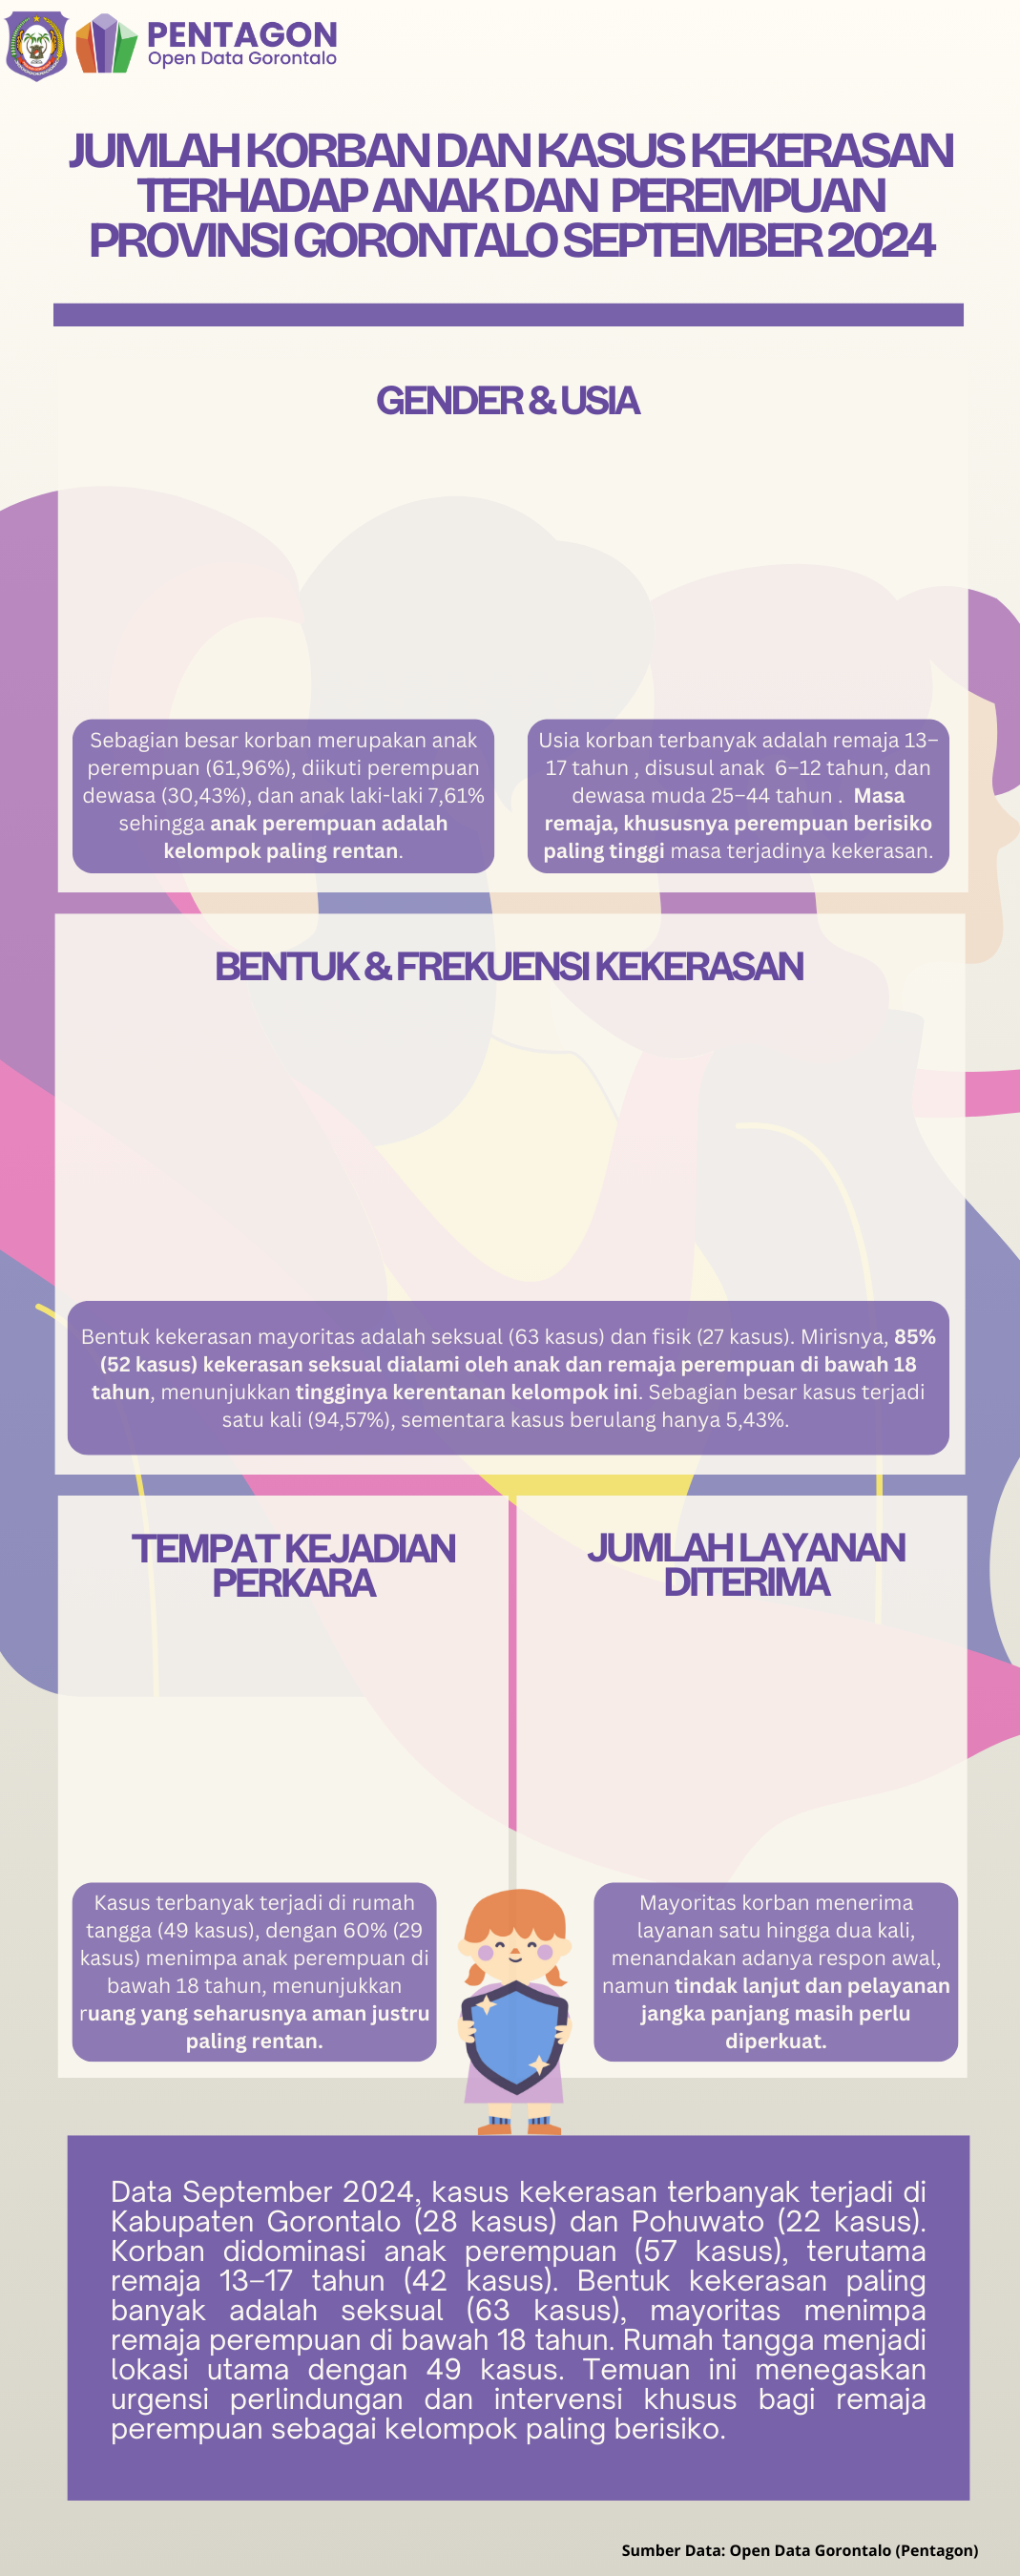 PENTAGON
Open Data Gorontalo
JUMLAH KORBAN DAN KASUS KEKERASAN
TERHADAP ANAK DAN PEREMPUAN
PROVINSI GORONTALO SEPTEMBER 2024
GENDER & USIA
Sebagian besar korban merupakan anak
perempuan (61,96%), diikuti perempuan
dewasa (30,43%), dan anak laki-laki 7,61%
sehingga anak perempuan adalah
kelompok paling rentan.
Usia korban terbanyak adalah remaja 13–
17 tahun , disusul anak 6–12 tahun, dan
dewasa muda 25–44 tahun . Masa
remaja, khususnya perempuan berisiko
paling tinggi masa terjadinya kekerasan.
BENTUK & FREKUENSI KEKERASAN
Bentuk kekerasan mayoritas adalah seksual (63 kasus) dan fisik (27 kasus). Mirisnya, 85%
(52 kasus) kekerasan seksual dialami oleh anak dan remaja perempuan di bawah 18
tahun, menunjukkan tingginya kerentanan kelompok ini. Sebagian besar kasus terjadi
satu kali (94,57%), sementara kasus berulang hanya 5,43%.
TEMPAT KEJADIAN
PERKARA
Kasus terbanyak terjadi di rumah
tangga (49 kasus), dengan 60% (29
kasus) menimpa anak perempuan di
bawah 18 tahun, menunjukkan
ruang yang seharusnya aman justru
paling rentan.
JUMLAH LAYANAN
DITERIMA
Mayoritas korban menerima
layanan satu hingga dua kali,
menandakan adanya respon awal,
namun tindak lanjut dan pelayanan
jangka panjang masih perlu
diperkuat.
Data September 2024, kasus kekerasan terbanyak terjadi di
Kabupaten Gorontalo (28 kasus) dan Pohuwato (22 kasus).
Korban didominasi anak perempuan (57 kasus), terutama
remaja 13–17 tahun (42 kasus). Bentuk kekerasan paling
banyak adalah seksual (63 kasus), mayoritas menimpa
remaja perempuan di bawah 18 tahun. Rumah tangga menjadi
lokasi utama dengan 49 kasus. Temuan ini menegaskan
urgensi perlindungan dan intervensi khusus bagi remaja
perempuan sebagai kelompok paling berisiko.
Sumber Data: Open Data Gorontalo (Pentagon)